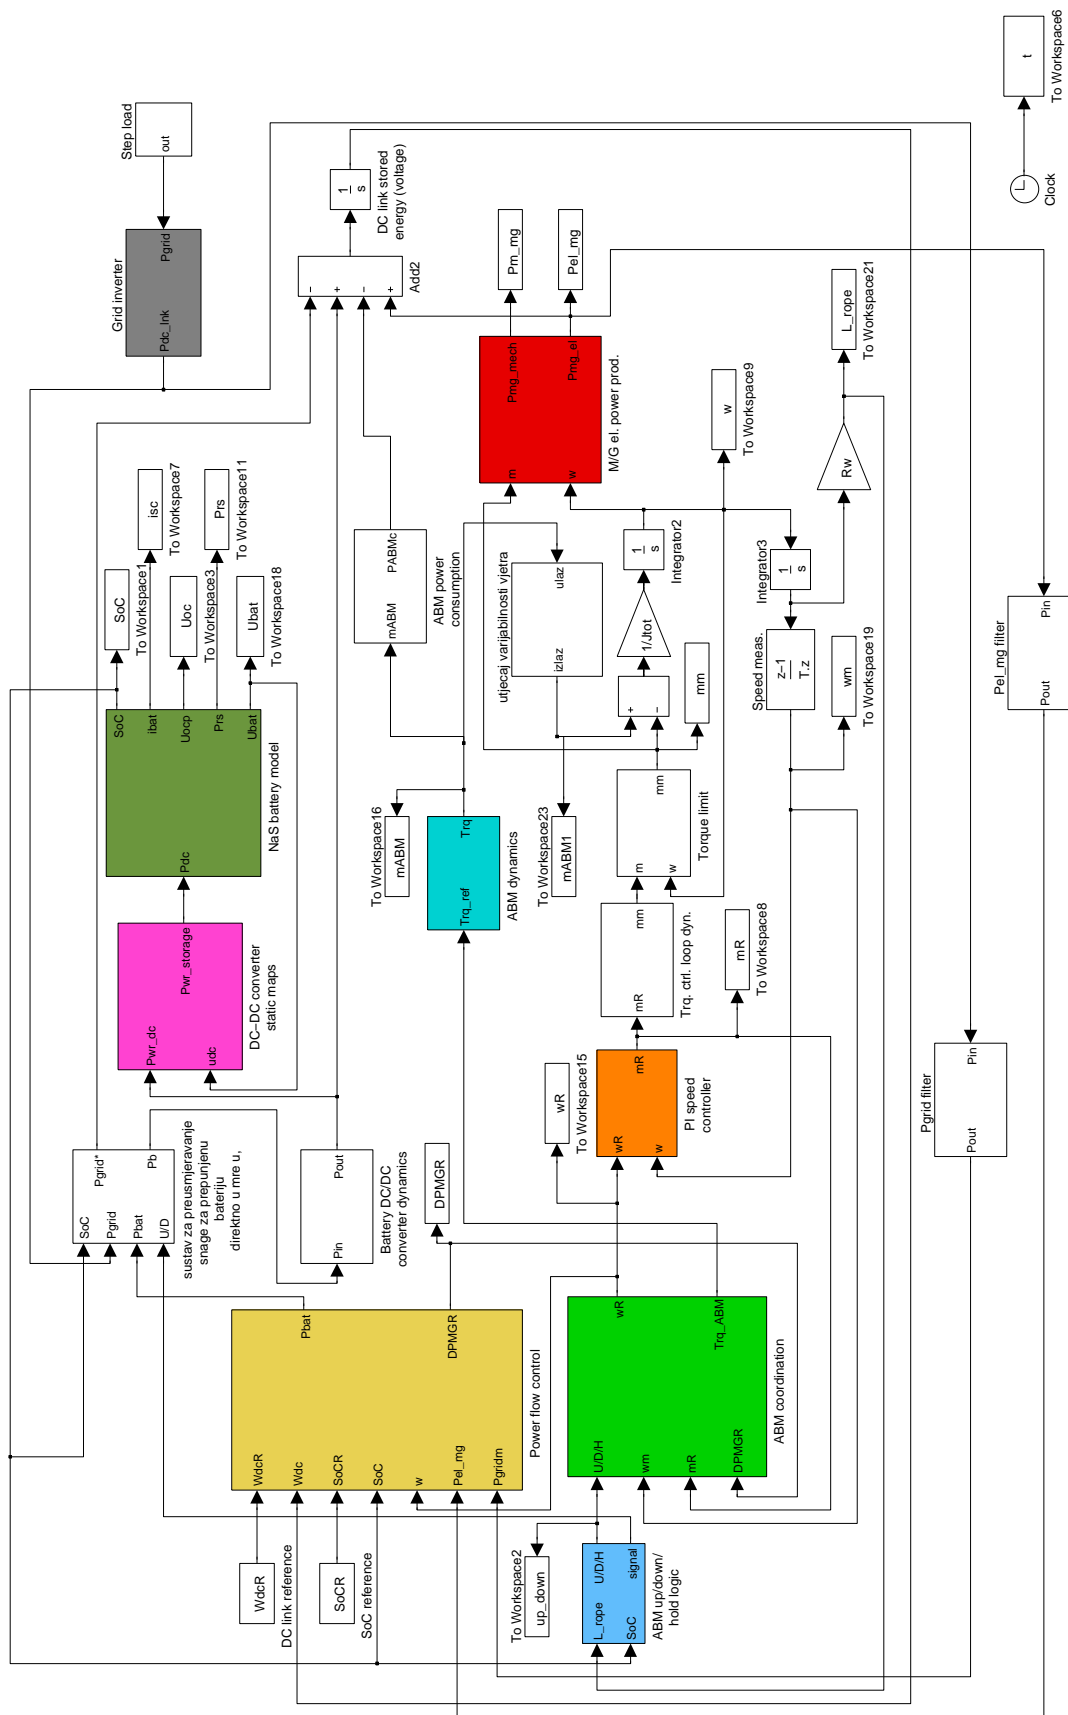 Step load
out
Grid inverter
Pgrid
Pdc_lnk
1
s
DC link stored
energy (voltage)
Add2
−
+
−
+
t
To Workspace6
Clock
SoC
To Workspace1
isc
To Workspace7
Uoc
To Workspace3
Prs
To Workspace11
Ubat
To Workspace18
NaS battery model
Pdc
SoC
ibat
Uocp
Prs
Ubat
DC−DC converter
static maps
Pwr_dc
udc
Pwr_storage
sustav za preusmjeravanje
snage za prepunjenu
bateriju
direktno u mre u,
SoC
Pgrid
Pbat
U/D
Pgrid*
Pb
Battery DC/DC
converter dynamics
Pin
Pout
ABM power
consumption
mABM
PABMc
Pm_mg
Pel_mg
M/G el. power prod.
m
w
Pmg_mech
Pmg_el
w
To Workspace9
L_rope
To Workspace21
Rw
utjecaj varijabilnosti vjetra
izlaz
ulaz
1
s
Integrator2
1/Jtot
+
−
mm
1
s
Integrator3
Speed meas.
z−1
T.z
wm
To Workspace19
To Workspace16
mABM
ABM dynamics
Trq_ref
Trq
To Workspace23
mABM1
Torque limit
m
w
mm
Trq. ctrl. loop dyn.
mR
mm
mR
To Workspace8
PI speed
controller
wR
w
mR
wR
To Workspace15
DPMGR
Power flow control
WdcR
Wdc
SoCR
SoC
w
Pel_mg
Pgridm
Pbat
DPMGR
ABM coordination
U/D/H
wm
mR
DPMGR
wR
Trq_ABM
WdcR
DC link reference
SoCR
SoC reference
To Workspace2
up_down
ABM up/down/
hold logic
L_rope
SoC
U/D/H
signal
Pel_mg filter
Pin
Pout
Pgrid filter
Pin
Pout